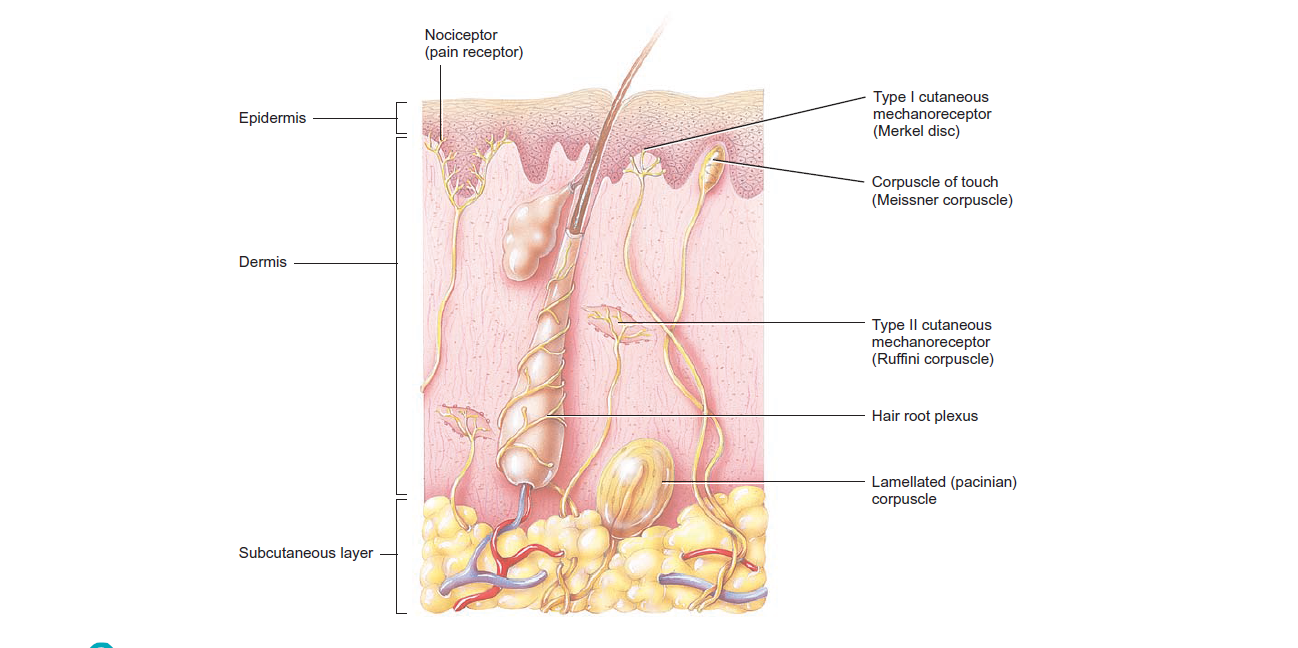 Nociceptor
(pain receptor)
Epidermis
Type I cutaneous
mechanoreceptor
(Merkel disc)
Corpuscle of touch
(Meissner corpuscle)
Dermis
Type II cutaneous
mechanoreceptor
(Ruffini corpuscle)
Hair root plexus
Lamellated (pacinian)
corpuscle
Subcutaneous layer